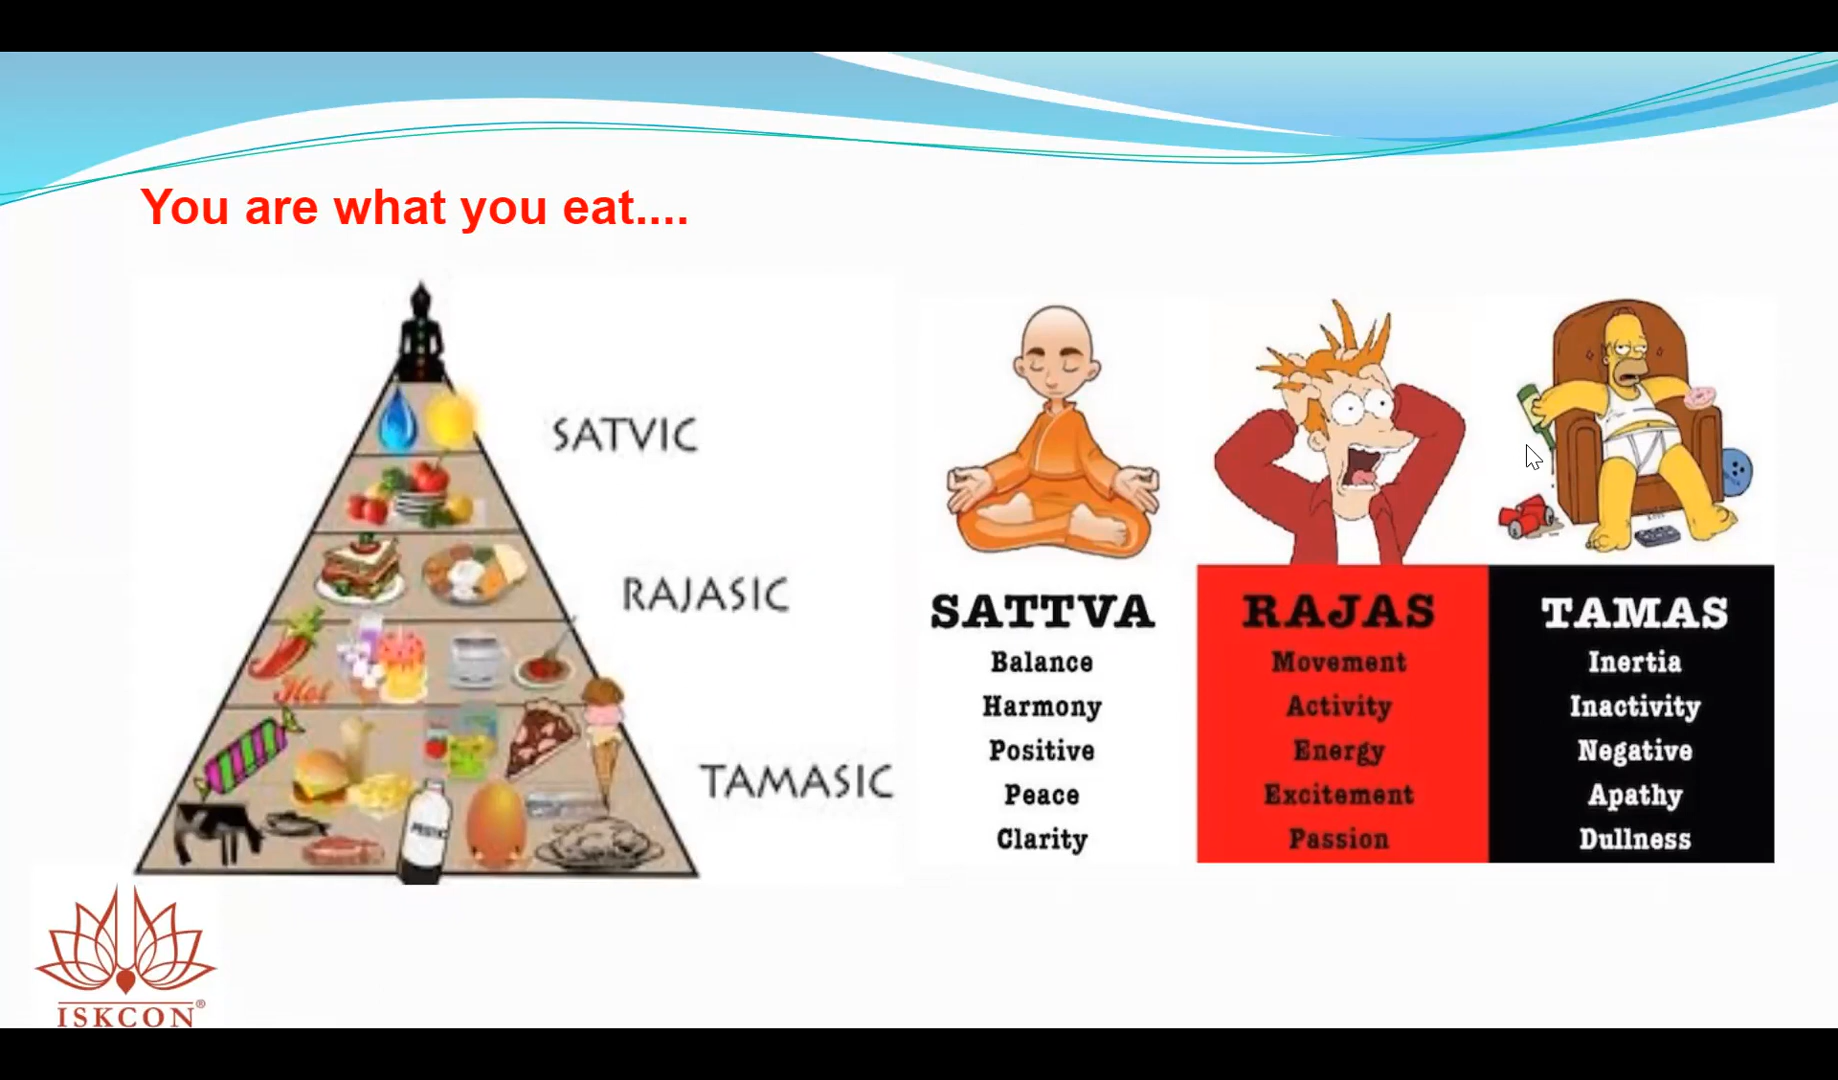 You are what you eat....
SATVIC
RAJASIC
Hot
TAMASIC
SATTVA
Balance
Harmony
Positive
Peace
Clarity
RAJAS
Movement
Activity
Energy
Excitement
Passion
TAMAS
Inertia
Inactivity
Negative
Apathy
Dullness
ISKCON®